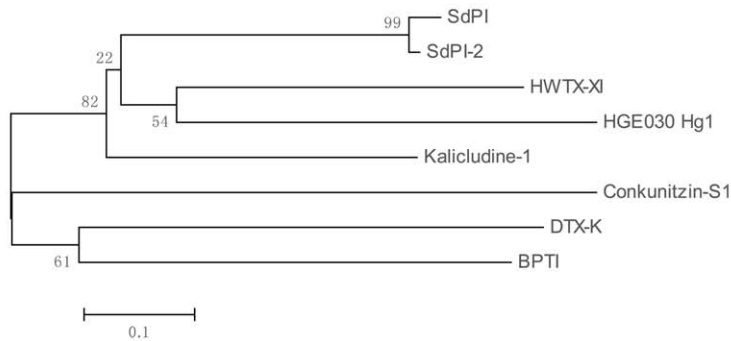 99
SdPI
SdPI-2
22
HWTX-XI
82
54
HGE030 Hg1
Kalicludine-1
Conkunitzin-S1
DTX-K
61
BPTI
0.1